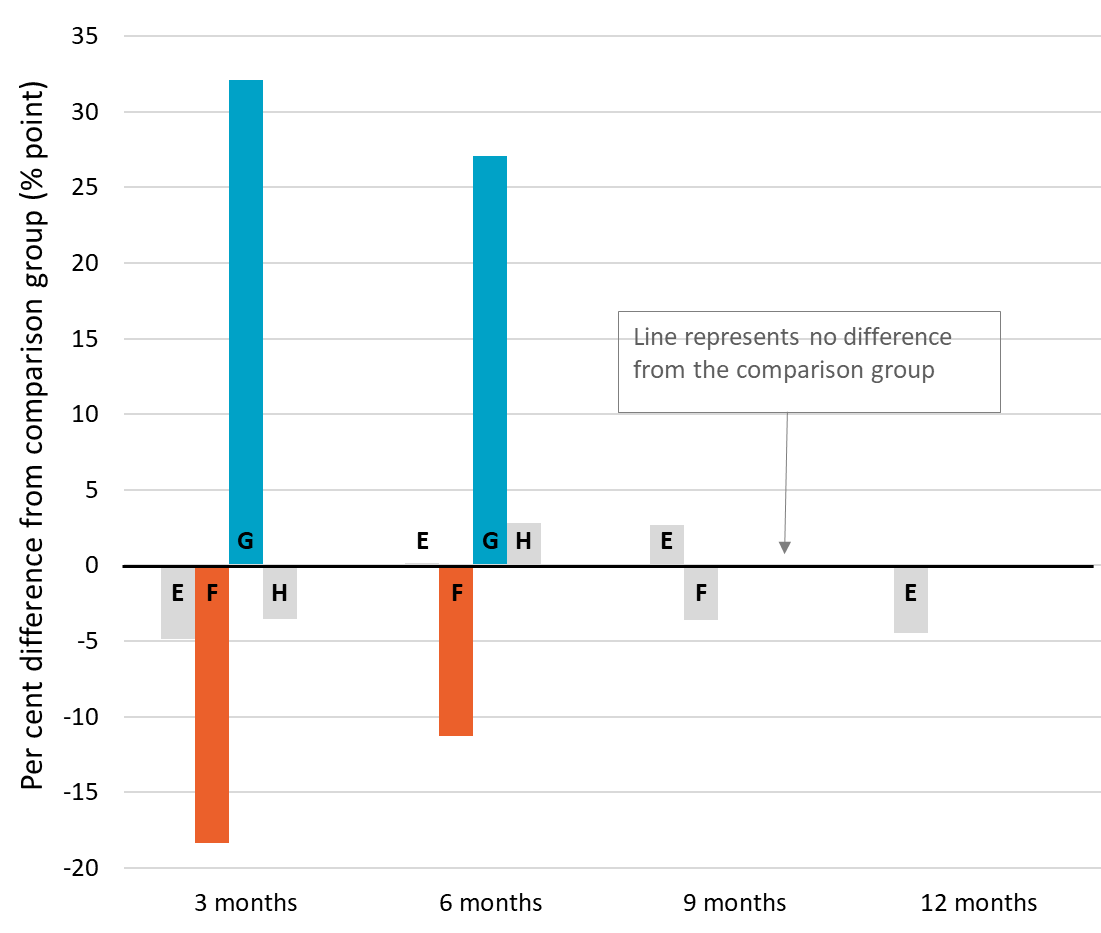 Per cent difference from comparison group (% point)
35
30
25
20
15
10
5
0
-5
-10
-15
-20
Line represents no difference
from the comparison group
G
E
G
H
E
E
F
H
F
F
E
3 months
6 months
9 months
12 months